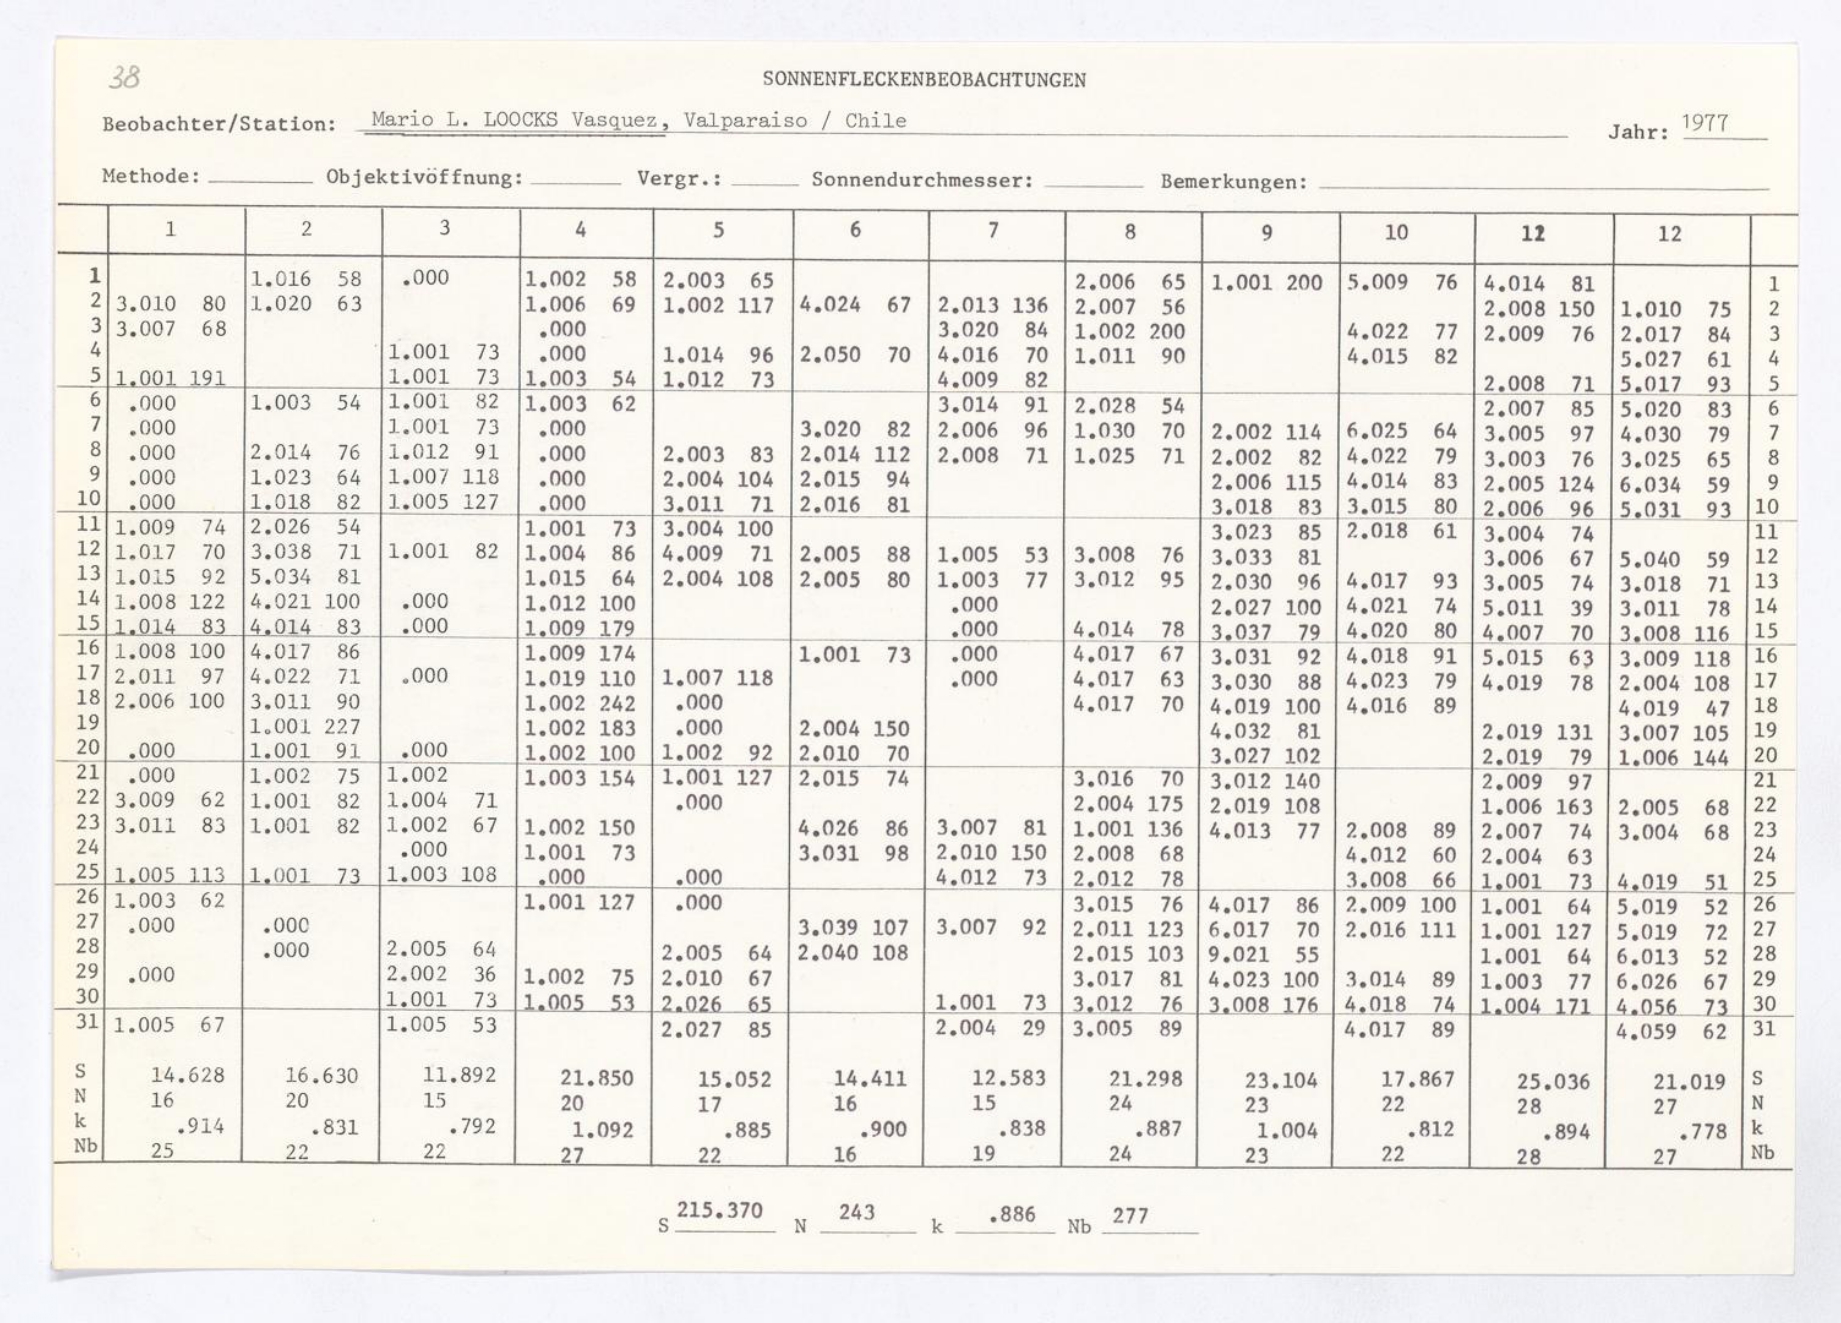 38
SONNENFLECKENBEOBACHTUNGEN
Beobachter/Station: Mario L. LOOCKS Vasquez, Valparaiso / Chile Jahr: 1977
Methode: Objektivöffnung: Vergr.: Sonnendurchmesser: Bemerkungen:
1 2 3 4 5 6 7 8 9 10 11 12
1 1.016 58 .000 1.002 58 2.003 65 2.006 65 1.001 200 5.009 76 4.014 81 1
2 3.010 80 1.020 63 1.006 69 1.002 117 4.024 67 2.013 136 2.007 56 2.008 150 1.010 75 2
3 3.007 68 .000 3.020 84 1.002 200 4.022 77 2.009 76 2.017 84 3
4 1.001 73 .000 1.014 96 2.050 70 4.016 70 1.011 90 4.015 82 5.027 61 4
5 1.001 191 1.001 73 1.003 54 1.012 73 4.009 82 2.008 71 5.017 93 5
6 .000 1.003 54 1.001 82 1.003 62 3.014 91 2.028 54 2.007 85 5.020 83 6
7 .000 1.001 73 .000 3.020 82 2.006 96 1.030 70 2.002 114 6.025 64 3.005 97 4.030 79 7
8 .000 2.014 76 1.012 91 .000 2.003 83 2.014 112 2.008 71 1.025 71 2.002 82 4.022 79 3.003 76 3.025 65 8
9 .000 1.023 64 1.007 118 .000 2.004 104 2.015 94 2.006 115 4.014 83 2.005 124 6.034 59 9
10 .000 1.018 82 1.005 127 .000 3.011 71 2.016 81 3.018 83 3.015 80 2.006 96 5.031 93 10
11 1.009 74 2.026 54 1.001 73 3.004 100 3.023 85 2.018 61 3.004 74 11
12 1.017 70 3.038 71 1.001 82 1.004 86 4.009 71 2.005 88 1.005 53 3.008 76 3.033 81 3.006 67 5.040 59 12
13 1.015 92 5.034 81 1.015 64 2.004 108 2.005 80 1.003 77 3.012 95 2.030 96 4.017 93 3.005 74 3.018 71 13
14 1.008 122 4.021 100 .000 1.012 100 .000 2.027 100 4.021 74 5.011 39 3.011 78 14
15 1.014 83 4.014 83 .000 1.009 179 .000 4.014 78 3.037 79 4.020 80 4.007 70 3.008 116 15
16 1.008 100 4.017 86 1.009 174 1.001 73 .000 4.017 67 3.031 92 4.018 91 5.015 63 3.009 118 16
17 2.011 97 4.022 71 .000 1.019 110 1.007 118 .000 4.017 63 3.030 88 4.023 79 4.019 78 2.004 108 17
18 2.006 100 3.011 90 1.002 242 .000 4.017 70 4.019 100 4.016 89 4.019 47 18
19 1.001 227 1.002 183 .000 2.004 150 4.032 81 2.019 131 3.007 105 19
20 .000 1.001 91 .000 1.002 100 1.002 92 2.010 70 3.027 102 2.019 79 1.006 144 20
21 .000 1.002 75 1.002 1.003 154 1.001 127 2.015 74 3.016 70 3.012 140 2.009 97 21
22 3.009 62 1.001 82 1.004 71 .000 2.004 175 2.019 108 1.006 163 2.005 68 22
23 3.011 83 1.001 82 1.002 67 1.002 150 4.026 86 3.007 81 1.001 136 4.013 77 2.008 89 2.007 74 3.004 68 23
24 .000 1.001 73 3.031 98 2.010 150 2.008 68 4.012 60 2.004 63 24
25 1.005 113 1.001 73 1.003 108 .000 .000 4.012 73 2.012 78 3.008 66 1.001 73 4.019 51 25
26 1.003 62 1.001 127 .000 3.015 76 4.017 86 2.009 100 1.001 64 5.019 52 26
27 .000 .000 3.039 107 3.007 92 2.011 123 6.017 70 2.016 111 1.001 127 5.019 72 27
28 .000 2.005 64 2.005 64 2.040 108 2.015 103 9.021 55 1.001 64 6.013 52 28
29 .000 2.002 36 1.002 75 2.010 67 3.017 81 4.023 100 3.014 89 1.003 77 6.026 67 29
30 1.001 73 1.005 53 2.026 65 1.001 73 3.012 76 3.008 176 4.018 74 1.004 171 4.056 73 30
31 1.005 67 1.005 53 2.027 85 2.004 29 3.005 89 4.017 89 4.059 62 31
S 14.628 16.630 11.892 21.850 15.052 14.411 12.583 21.298 23.104 17.867 25.036 21.019 S
N 16 20 15 20 17 16 15 24 23 22 28 27 N
k .914 .831 .792 1.092 .885 .900 .838 .887 1.004 .812 .894 .778 k
Nb 25 22 22 27 22 16 19 24 23 22 28 27 Nb
S 215.370 N 243 k .886 Nb 277